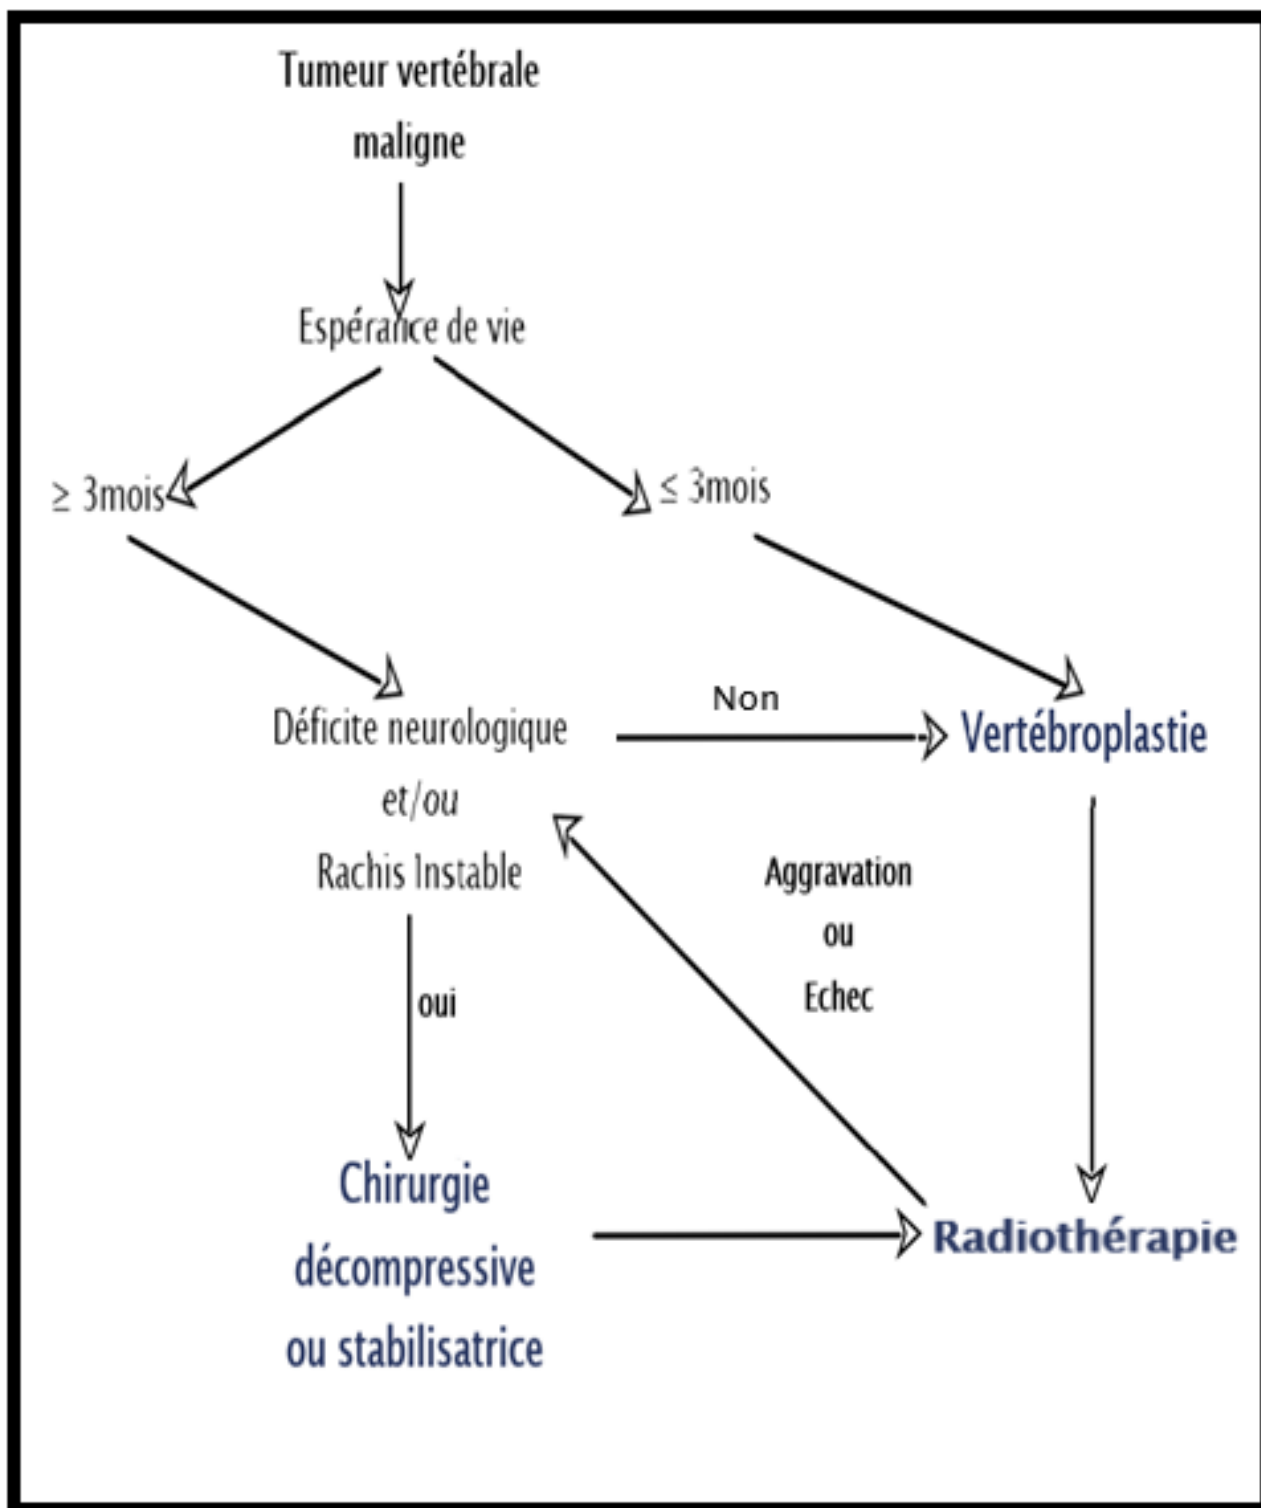 Tumeur vertébrale
maligne
Espérance de vie
≥ 3mois
≤ 3mois
Déficite neurologique
et/ou
Rachis Instable
Non
Vertébroplastie
Aggravation
ou
Echec
oui
Chirurgie
décompressive
ou stabilisatrice
Radiothérapie